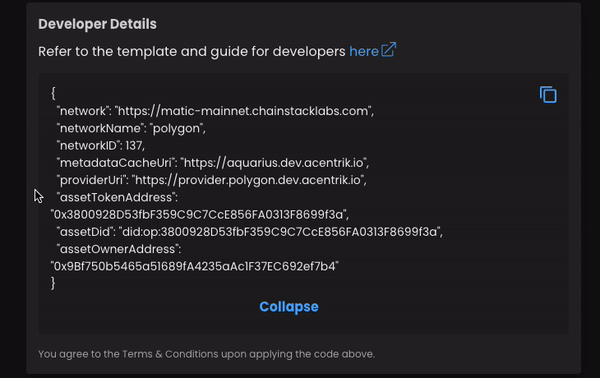 Developer Details
Refer to the template and guide for developers here
{
"network": "https://matic-mainnet.chainstacklabs.com",
"networkName": "polygon",
"networkID": 137,
"metadataCacheUri": "https://aquarius.dev.acentrik.io",
"providerUri": "https://provider.polygon.dev.acentrik.io",
"assetTokenAddress":
"0x3800928D53fbF359C9C7CcE856FA0313F8699f3a",
"assetDid": "did:op:3800928D53fbF359C9C7CcE856FA0313F8699f3a",
"assetOwnerAddress":
"0x9Bf750b5465a51689fA4235aAc1F37EC692ef7b4"
}
Collapse
You agree to the Terms & Conditions upon applying the code above.